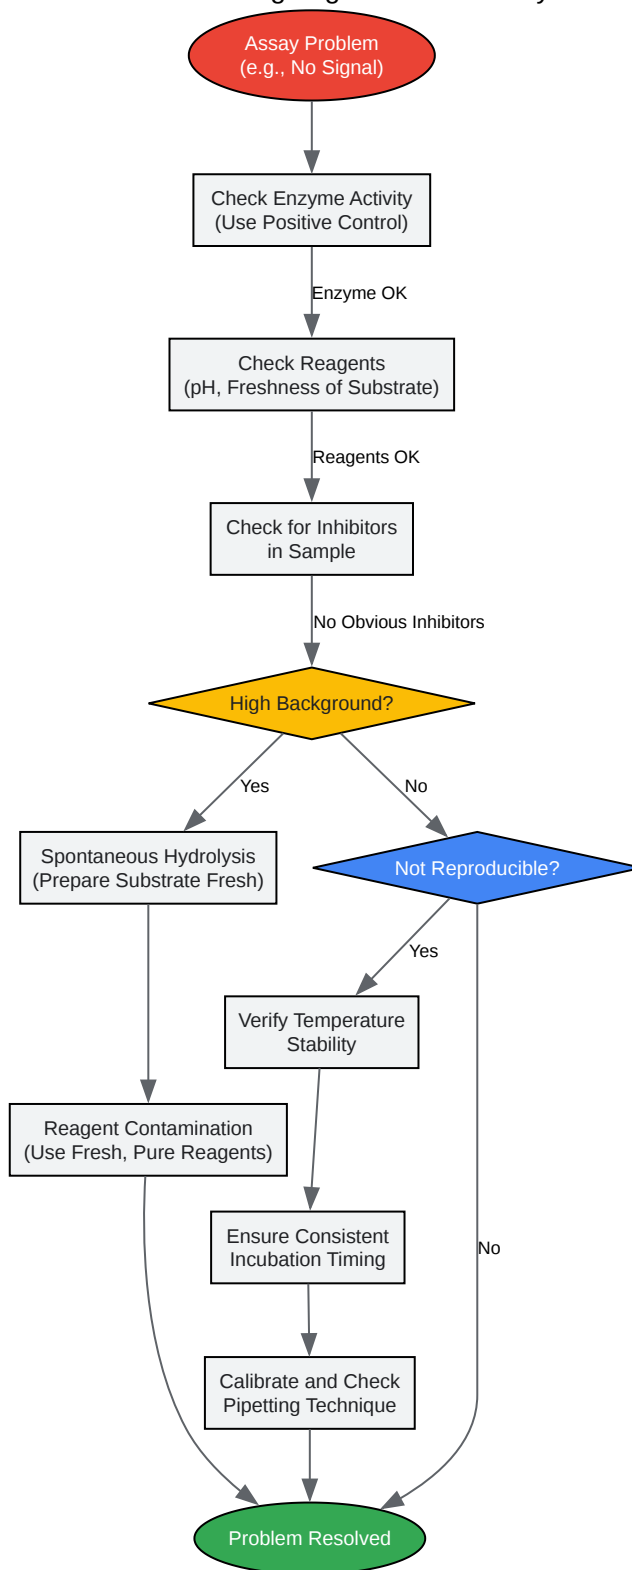 Assay Problem
(e.g., No Signal)
Check Enzyme Activity
(Use Positive Control)
Enzyme OK
Check Reagents
(pH, Freshness of Substrate)
Reagents OK
Check for Inhibitors
in Sample
No Obvious Inhibitors
High Background?
Yes
No
Spontaneous Hydrolysis
(Prepare Substrate Fresh)
Not Reproducible?
Yes
Verify Temperature
Stability
Reagent Contamination
(Use Fresh, Pure Reagents)
Ensure Consistent
Incubation Timing
No
Calibrate and Check
Pipetting Technique
Problem Resolved